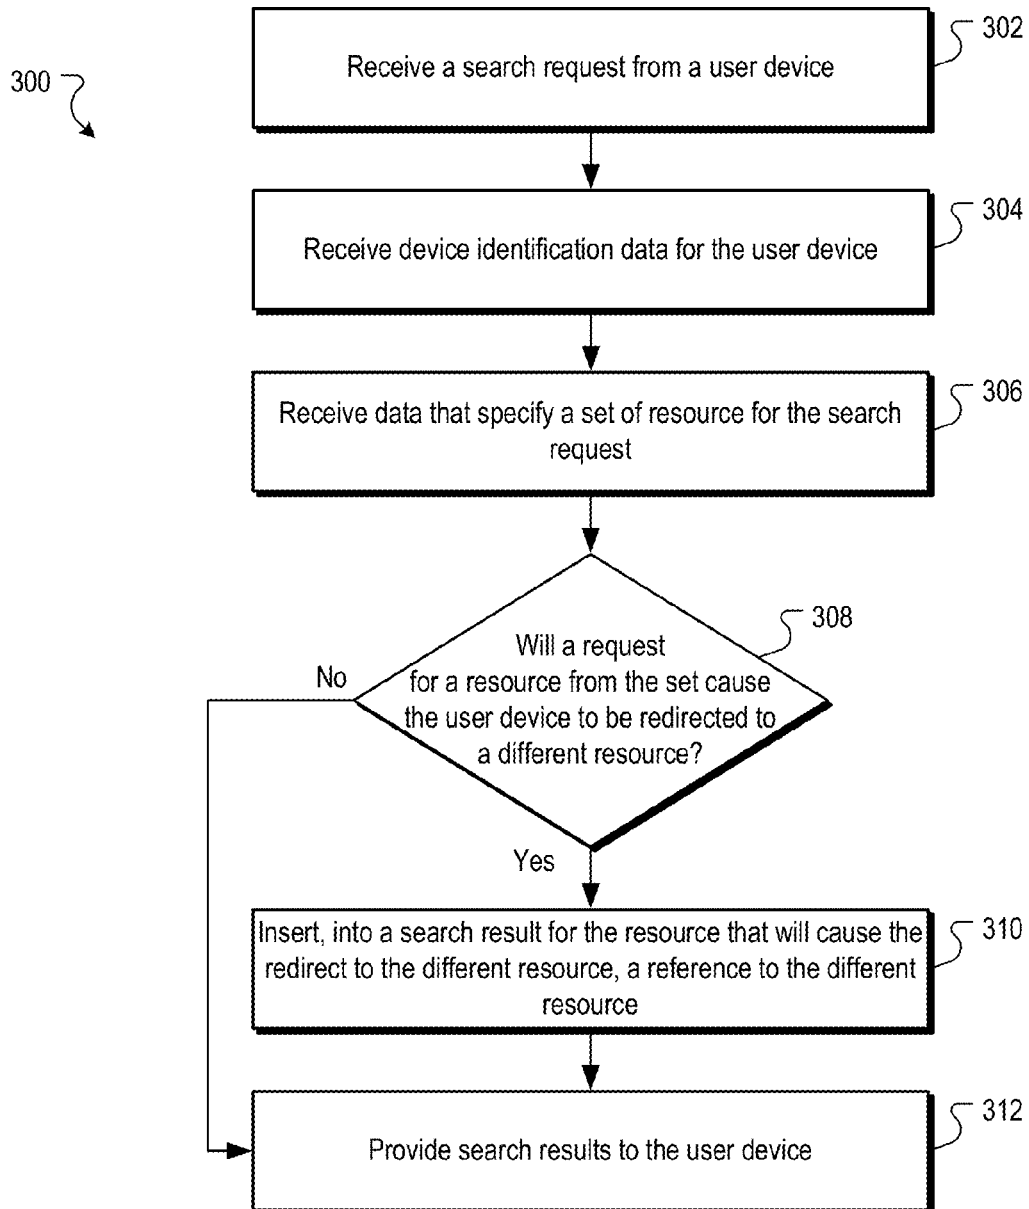 302
Receive a search request from a user device
300
304
Receive device identification data for the user device
306
Receive data that specify a set of resource for the search
request
308
Will a request
for a resource from the set cause
the user device to be redirected to
a different resource?
No
Yes
310
Insert, into a search result for the resource that will cause the
redirect to the different resource, a reference to the different
resource
312
Provide search results to the user device